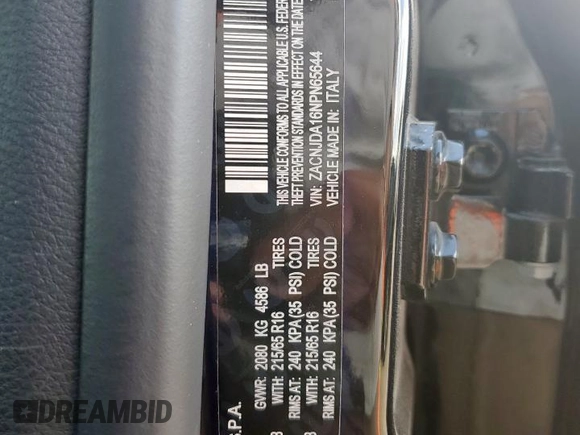 S.P.A.
GVWR: 2080 KG 4586 LB
WITH: 215/65 R16 TIRES
RIMS AT: 240 KPA (35 PSI) COLD
WITH: 215/65 R16 TIRES
RIMS AT: 240 KPA (35 PSI) COLD
THIS VEHICLE CONFORMS TO ALL APPLICABLE U.S. FEDER
THEFT PREVENTION STANDARDS IN EFFECT ON THE DATE
VIN: ZACNJDA16NPN65644
VEHICLE MADE IN: ITALY
DREAMBID